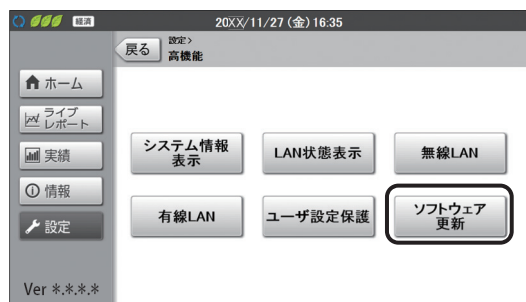 経済
20XX/11/27 (金) 16:35
戻る
設定>
高機能
ホーム
ライブ
レポート
実績
情報
設定
システム情報
表示
LAN状態表示
無線LAN
有線LAN
ユーザ設定保護
ソフトウェア
更新
Ver *.*.*.*